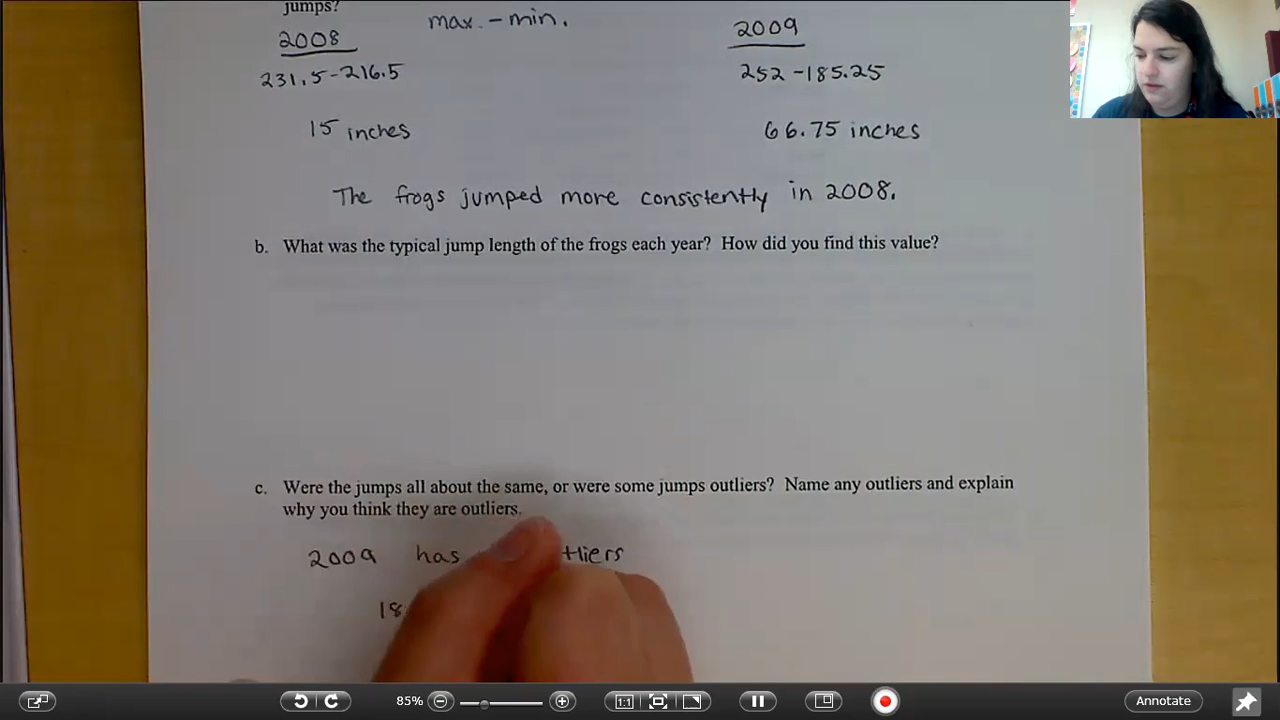 jumps?
max. - min.
2008
2009
231.5-216.5
252 -185.25
15 inches
66.75 inches
The frogs jumped more consistently in 2008.
b. What was the typical jump length of the frogs each year? How did you find this value?
c. Were the jumps all about the same, or were some jumps outliers? Name any outliers and explain
why you think they are outliers.
2009 has
18
85%
1:1
Annotate